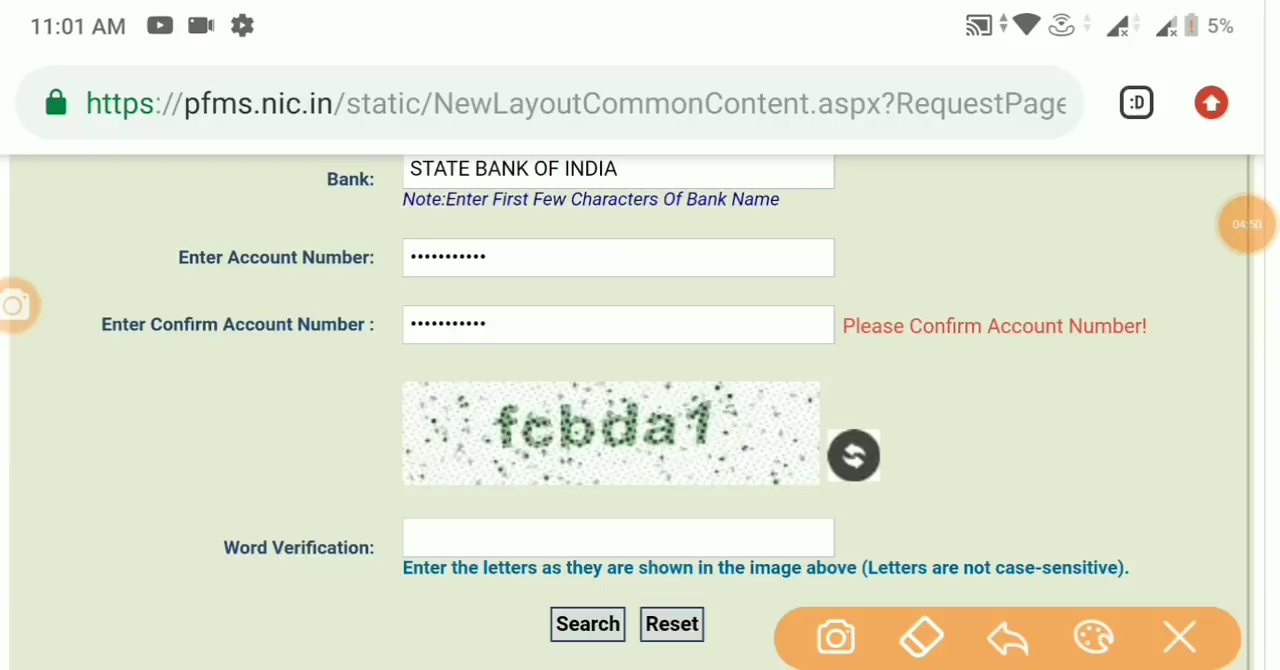 11:01 AM
5%
https://pfms.nic.in/static/NewLayoutCommonContent.aspx?RequestPage
:D
Bank:
STATE BANK OF INDIA
Note:Enter First Few Characters Of Bank Name
04:50
Enter Account Number:
•••••••••••
Enter Confirm Account Number :
•••••••••••
Please Confirm Account Number!
fcbda1
Word Verification:
Enter the letters as they are shown in the image above (Letters are not case-sensitive).
Search
Reset